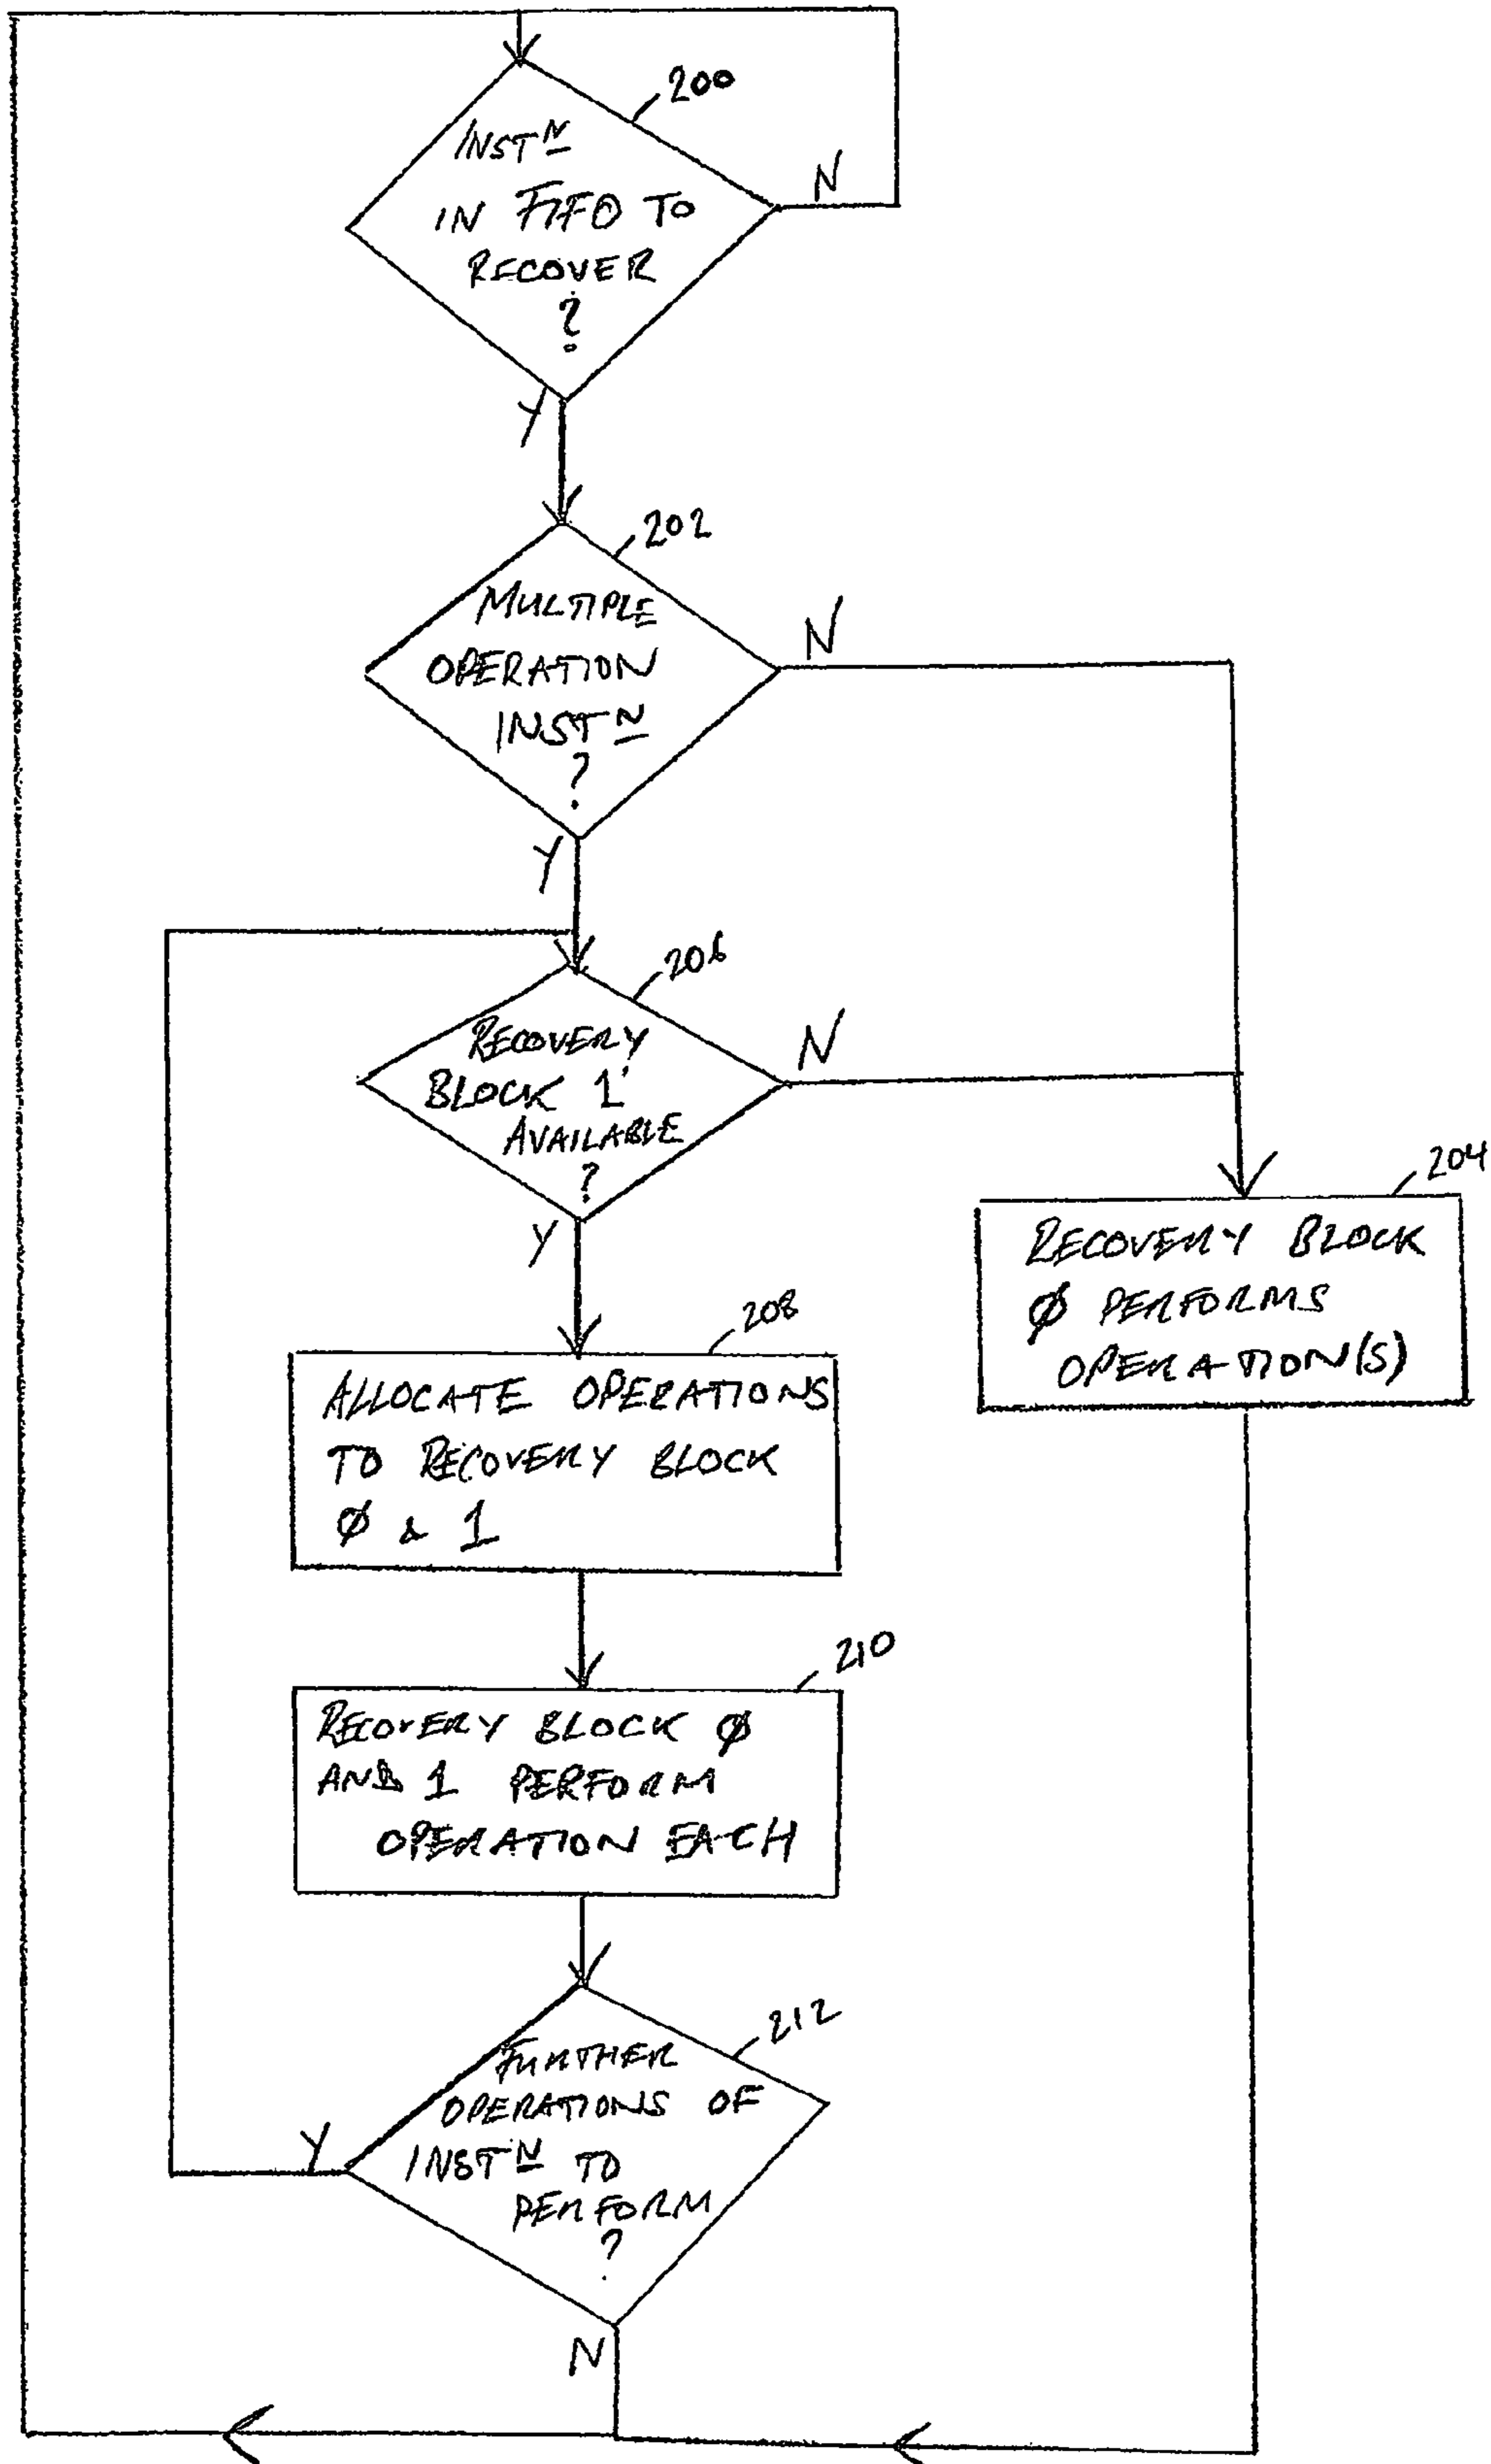 200
INSTN
IN FIFO TO
RECOVER
?
N
Y
202
MULTIPLE
OPERATION
INSTN
?
N
Y
206
RECOVERY
BLOCK 1
AVAILABLE
?
N
Y
204
RECOVERY BLOCK
Ø PERFORMS
OPERATION(S)
208
ALLOCATE OPERATIONS
TO RECOVERY BLOCK
Ø & 1
210
RECOVERY BLOCK Ø
AND 1 PERFORM
OPERATION EACH
212
FURTHER
OPERATIONS OF
INSTN TO
PERFORM
?
Y
N